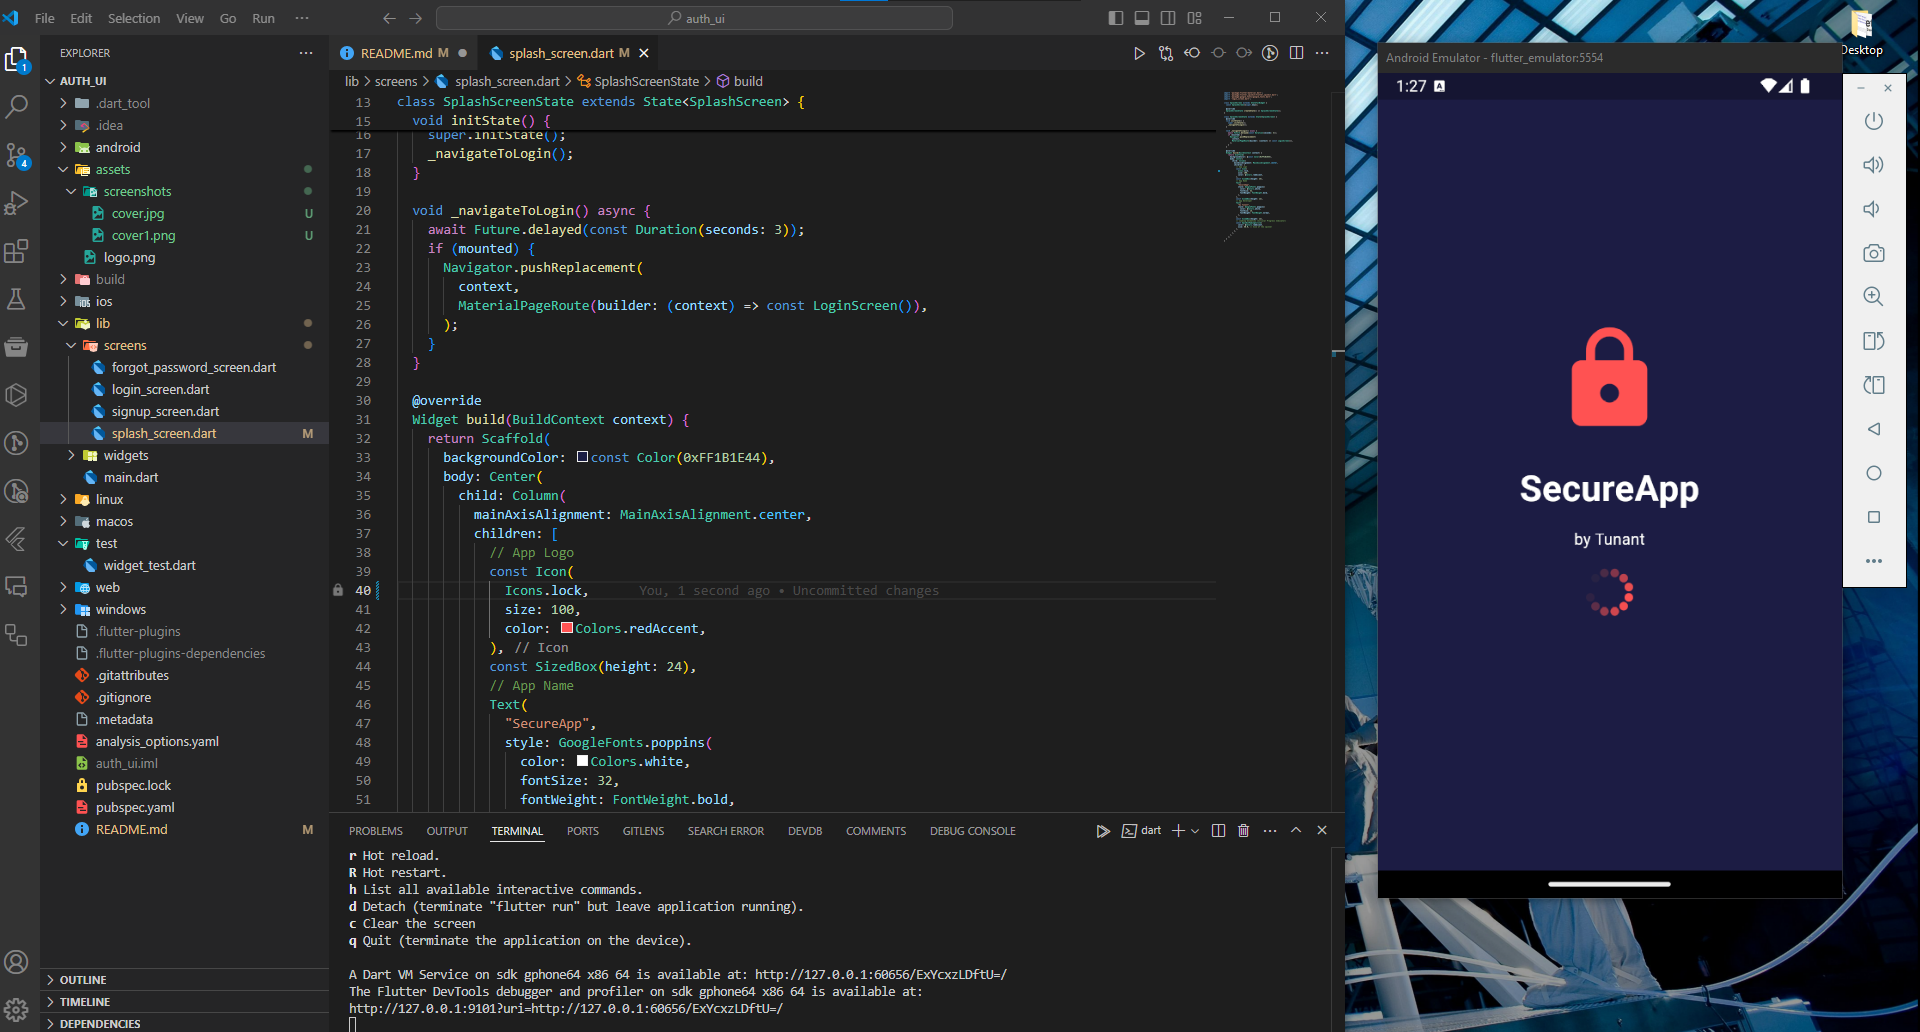 File Edit Selection View Go Run ···
auth_ui
EXPLORER
AUTH_UI
.dart_tool
.idea
android
assets
screenshots
cover.jpg U
cover1.png U
logo.png
build
ios
lib
screens
forgot_password_screen.dart
login_screen.dart
signup_screen.dart
splash_screen.dart M
widgets
main.dart
linux
macos
test
widget_test.dart
web
windows
.flutter-plugins
.flutter-plugins-dependencies
.gitattributes
.gitignore
.metadata
analysis_options.yaml
auth_ui.iml
pubspec.lock
pubspec.yaml
README.md M
OUTLINE
TIMELINE
DEPENDENCIES
1
4
README.md M
splash_screen.dart M
lib > screens > splash_screen.dart > SplashScreenState > build
13 class SplashScreenState extends State<SplashScreen> {
15 void initState() {
16 super.initState();
17 _navigateToLogin();
18 }
19
20 void _navigateToLogin() async {
21 await Future.delayed(const Duration(seconds: 3));
22 if (mounted) {
23 Navigator.pushReplacement(
24 context,
25 MaterialPageRoute(builder: (context) => const LoginScreen()),
26 );
27 }
28 }
29
30 @override
31 Widget build(BuildContext context) {
32 return Scaffold(
33 backgroundColor: const Color(0xFF1B1E44),
34 body: Center(
35 child: Column(
36 mainAxisAlignment: MainAxisAlignment.center,
37 children: [
38 // App Logo
39 const Icon(
40 Icons.lock, You, 1 second ago • Uncommitted changes
41 size: 100,
42 color: Colors.redAccent,
43 ), // Icon
44 const SizedBox(height: 24),
45 // App Name
46 Text(
47 "SecureApp",
48 style: GoogleFonts.poppins(
49 color: Colors.white,
50 fontSize: 32,
51 fontWeight: FontWeight.bold,
PROBLEMS OUTPUT TERMINAL PORTS GITLENS SEARCH ERROR DEVDB COMMENTS DEBUG CONSOLE
dart
r Hot reload.
R Hot restart.
h List all available interactive commands.
d Detach (terminate "flutter run" but leave application running).
c Clear the screen
q Quit (terminate the application on the device).
A Dart VM Service on sdk gphone64 x86 64 is available at: http://127.0.0.1:60656/ExYcxzLDftU=/
The Flutter DevTools debugger and profiler on sdk gphone64 x86 64 is available at:
http://127.0.0.1:9101?uri=http://127.0.0.1:60656/ExYcxzLDftU=/
Desktop
Android Emulator - flutter_emulator:5554
1:27 A
SecureApp
by Tunant